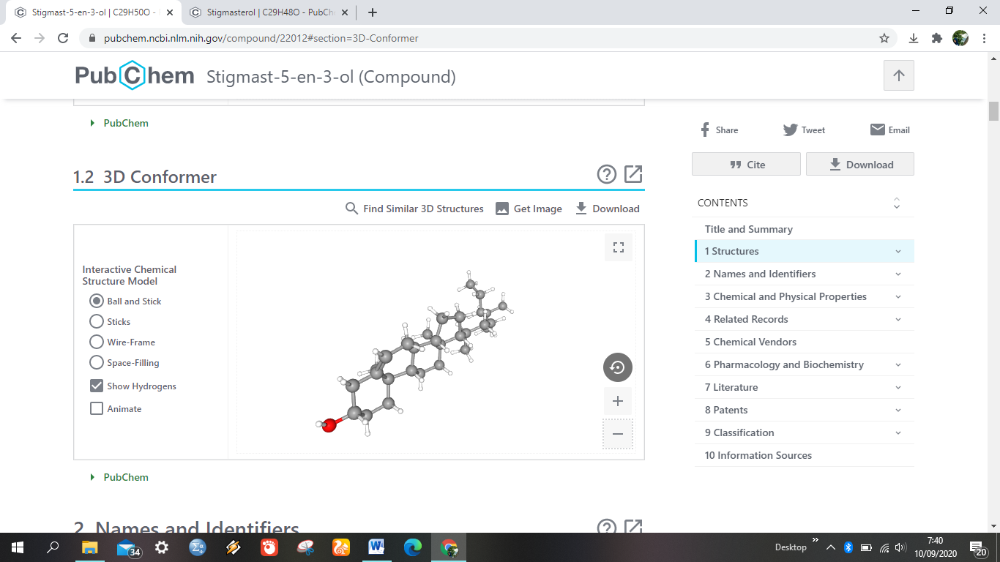 Stigmast-5-en-3-ol | C29H50O -
Stigmasterol | C29H48O - PubCh
pubchem.ncbi.nlm.nih.gov/compound/22012#section=3D-Conformer
PubChem Stigmast-5-en-3-ol (Compound)
PubChem
Share Tweet Email
Cite Download
1.2 3D Conformer
Find Similar 3D Structures Get Image Download
Interactive Chemical
Structure Model
Ball and Stick
Sticks
Wire-Frame
Space-Filling
Show Hydrogens
Animate
PubChem
2 Names and Identifiers
CONTENTS
Title and Summary
1 Structures
2 Names and Identifiers
3 Chemical and Physical Properties
4 Related Records
5 Chemical Vendors
6 Pharmacology and Biochemistry
7 Literature
8 Patents
9 Classification
10 Information Sources
34
Desktop
7:40
10/09/2020
20